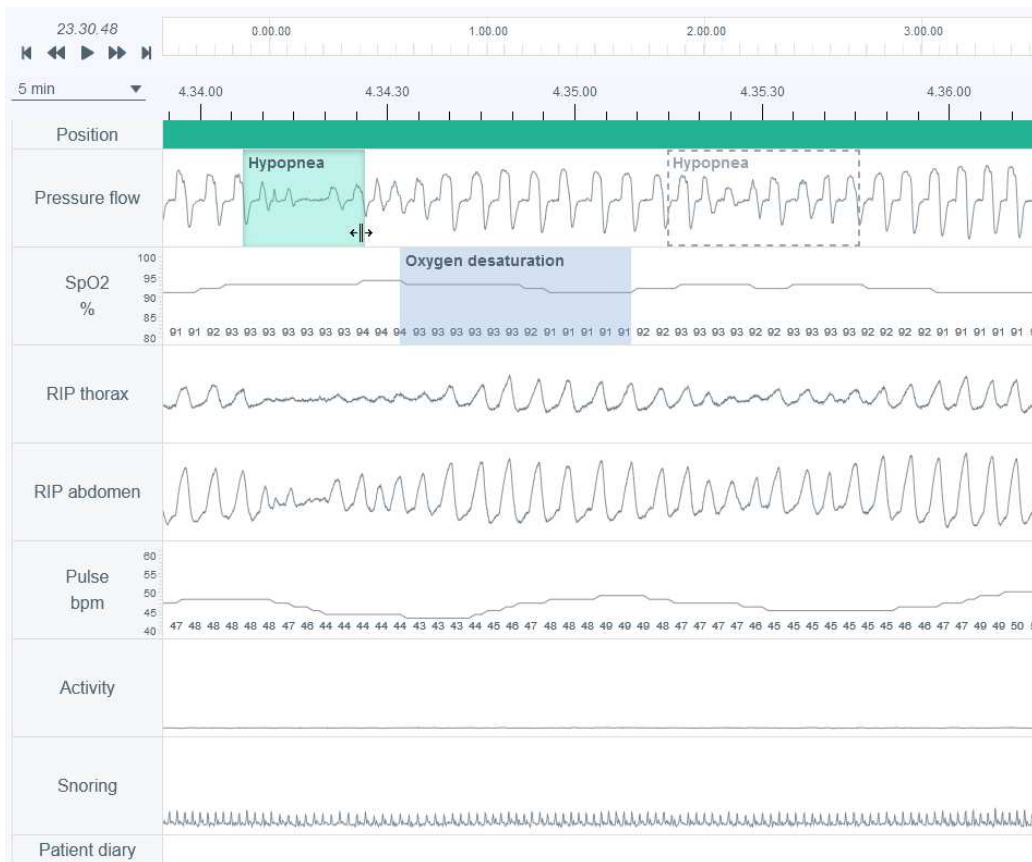 23.30.48
0.00.00 1.00.00 2.00.00 3.00.00
5 min
4.34.00 4.34.30 4.35.00 4.35.30 4.36.00
Position
Hypopnea Hypopnea
Pressure flow
Oxygen desaturation
SpO2
%
100
95
90
85
80
91 91 92 93 93 93 93 93 93 93 94 94 94 93 93 93 93 93 93 92 91 91 91 91 91 92 92 93 93 93 93 92 92 93 93 93 93 92 92 92 92 91 91 91 91 91
RIP thorax
RIP abdomen
Pulse
bpm
60
55
50
45
40
47 48 48 48 48 48 47 46 44 44 44 44 44 43 43 43 44 45 46 47 48 48 48 49 49 49 48 47 47 47 47 46 45 45 45 45 45 45 45 45 46 46 47 47 49 49 50
Activity
Snoring
Patient diary